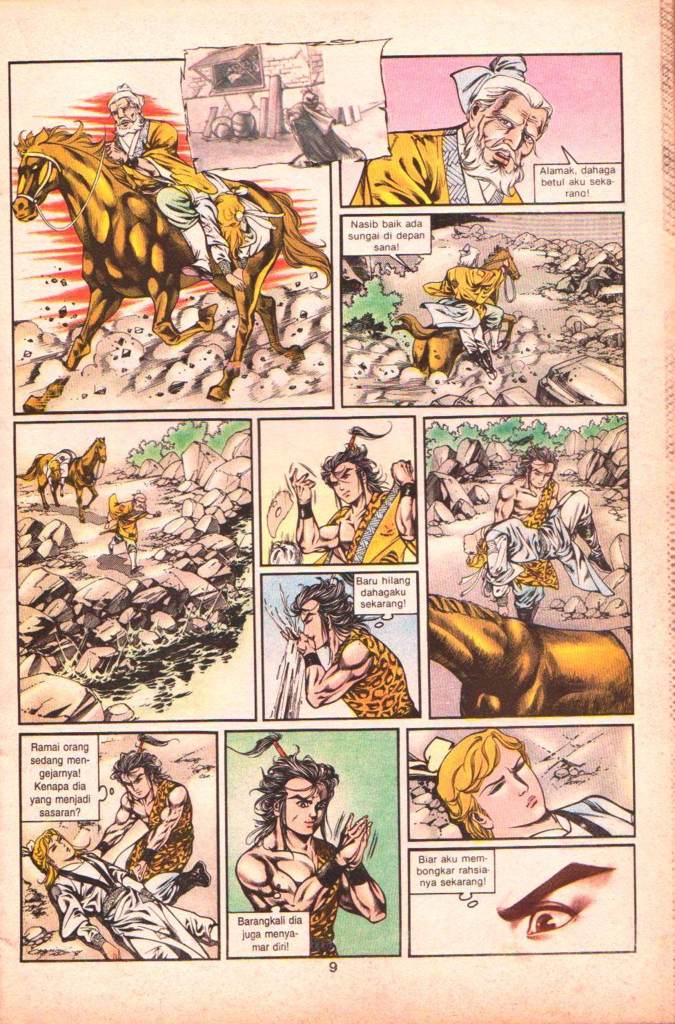 Alamak, dahaga
betul aku seka-
rang!
Nasib baik ada
sungai di depan
sana!
Baru hilang
dahagaku
sekarang!
Ramai orang
sedang men-
gejarnya!
Kenapa dia
yang menjadi
sasaran?
Barangkali dia
juga menya-
mar diri!
Biar aku mem-
bongkar rahsia-
nya sekarang!
9